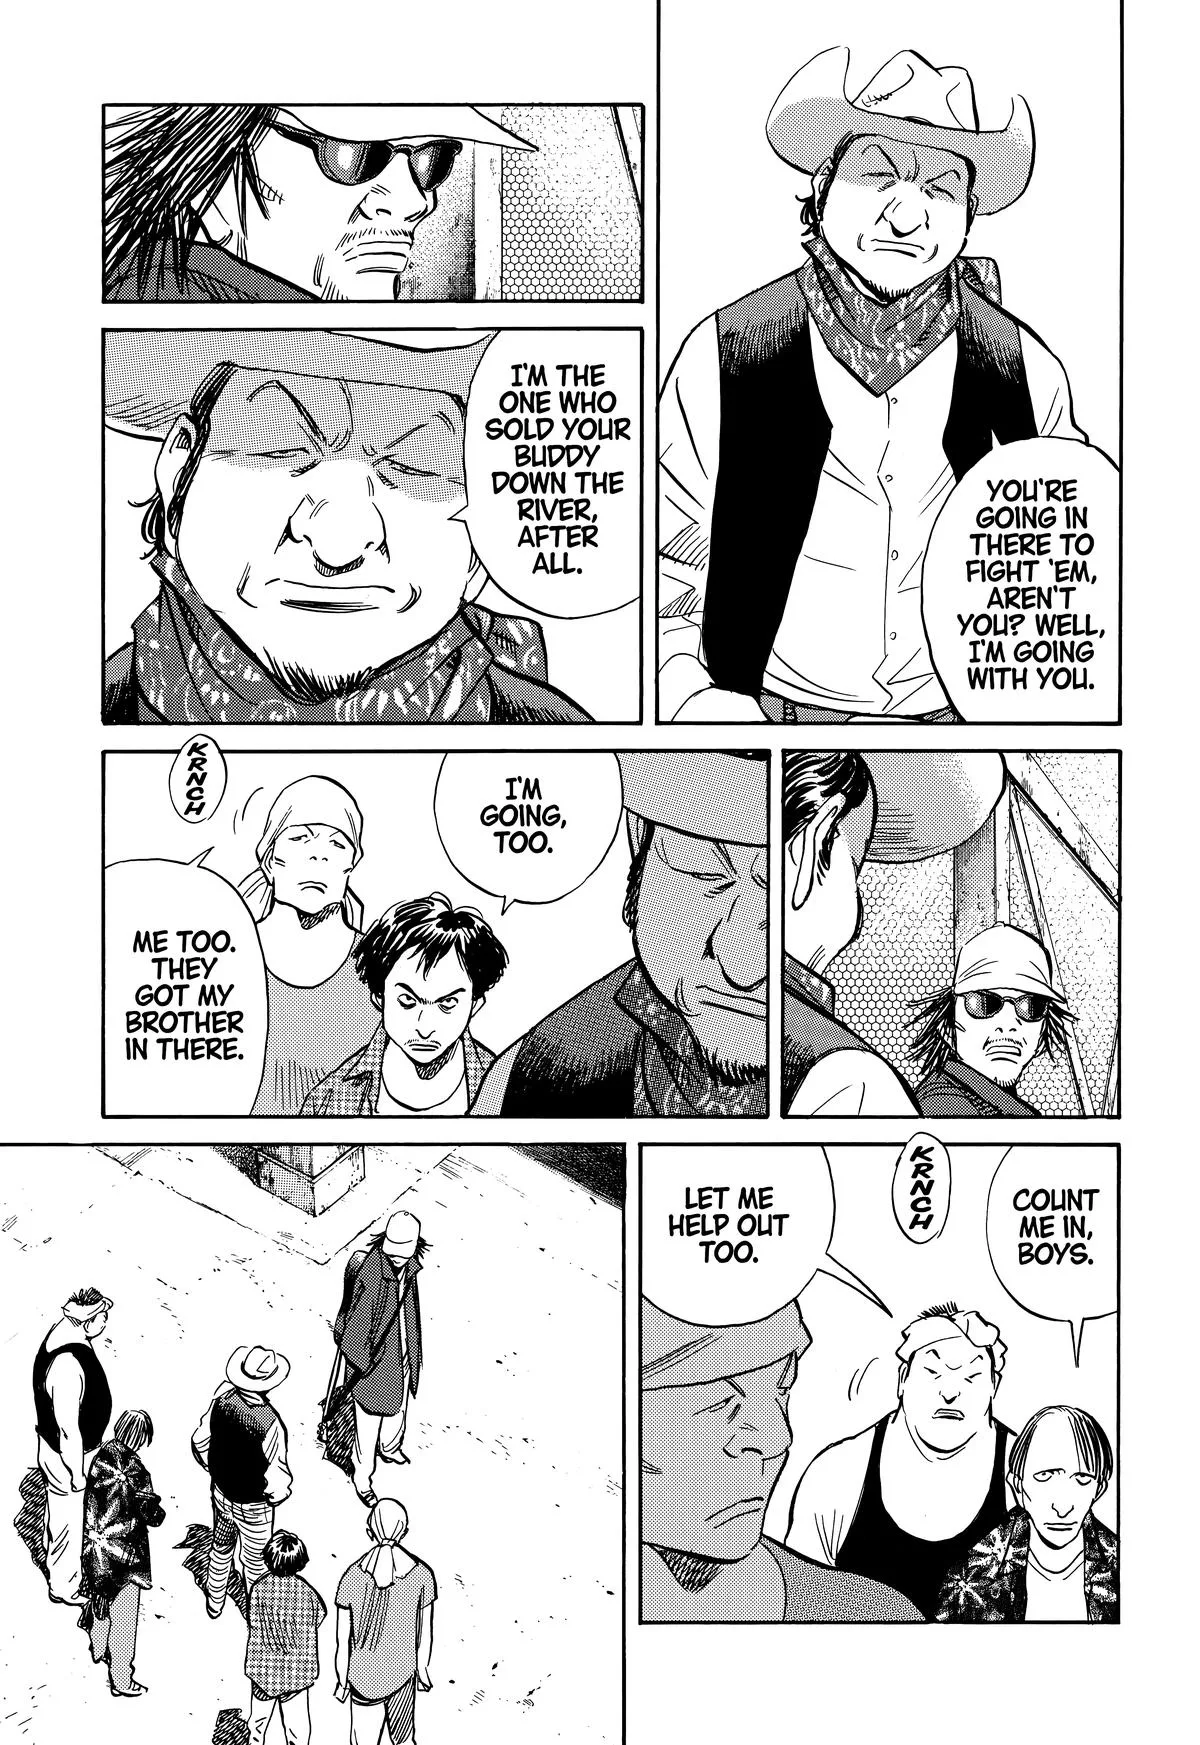 YOU'RE
GOING IN
THERE TO
FIGHT 'EM,
AREN'T
YOU? WELL,
I'M GOING
WITH YOU.
I'M THE
ONE WHO
SOLD YOUR
BUDDY
DOWN THE
RIVER,
AFTER
ALL.
I'M
GOING,
TOO.
KRNCH
ME TOO.
THEY
GOT MY
BROTHER
IN THERE.
COUNT
ME IN,
BOYS.
KRNCH
LET ME
HELP OUT
TOO.